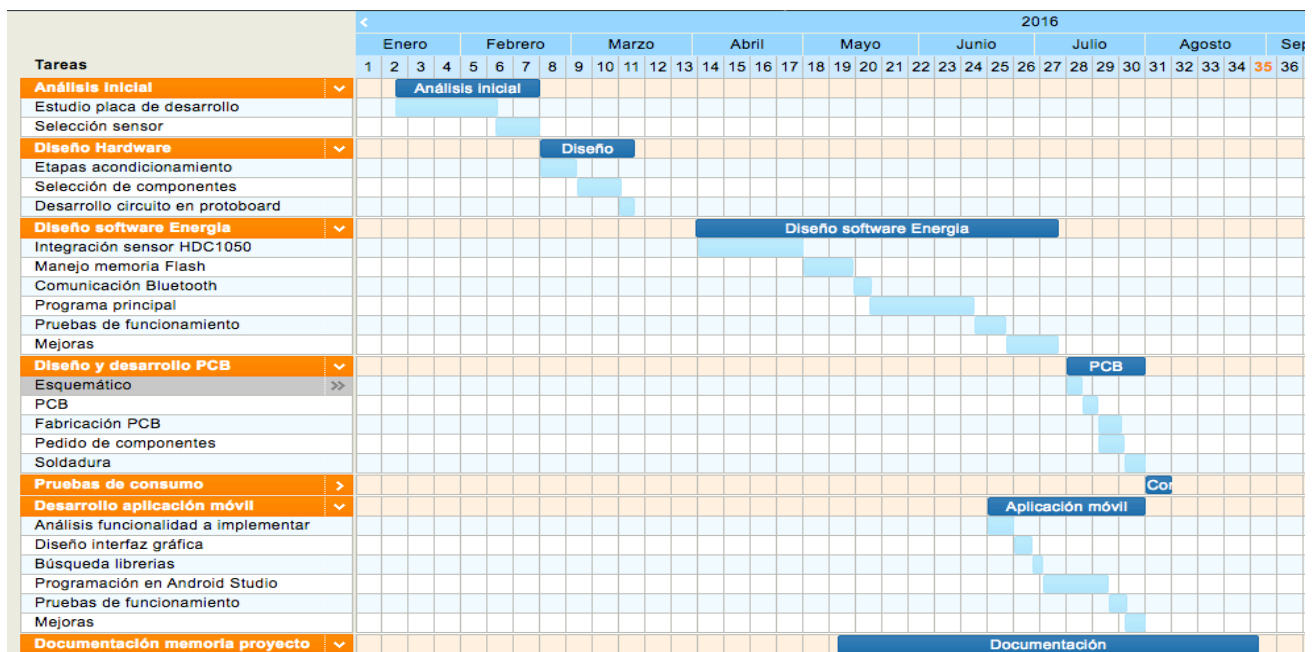 2016
Enero Febrero Marzo Abril Mayo Junio Julio Agosto Sep
Tareas 1 2 3 4 5 6 7 8 9 10 11 12 13 14 15 16 17 18 19 20 21 22 23 24 25 26 27 28 29 30 31 32 33 34 35 36
Análisis inicial Análisis inicial
Estudio placa de desarrollo
Selección sensor
Diseño Hardware Diseño
Etapas acondicionamiento
Selección de componentes
Desarrollo circuito en protoboard
Diseño software Energia Diseño software Energia
Integración sensor HDC1050
Manejo memoria Flash
Comunicación Bluetooth
Programa principal
Pruebas de funcionamiento
Mejoras
Diseño y desarrollo PCB PCB
Esquemático
PCB
Fabricación PCB
Pedido de componentes
Soldadura
Pruebas de consumo Con
Desarrollo aplicación móvil Aplicación móvil
Análisis funcionalidad a implementar
Diseño interfaz gráfica
Búsqueda librerias
Programación en Android Studio
Pruebas de funcionamiento
Mejoras
Documentación memoria proyecto Documentación